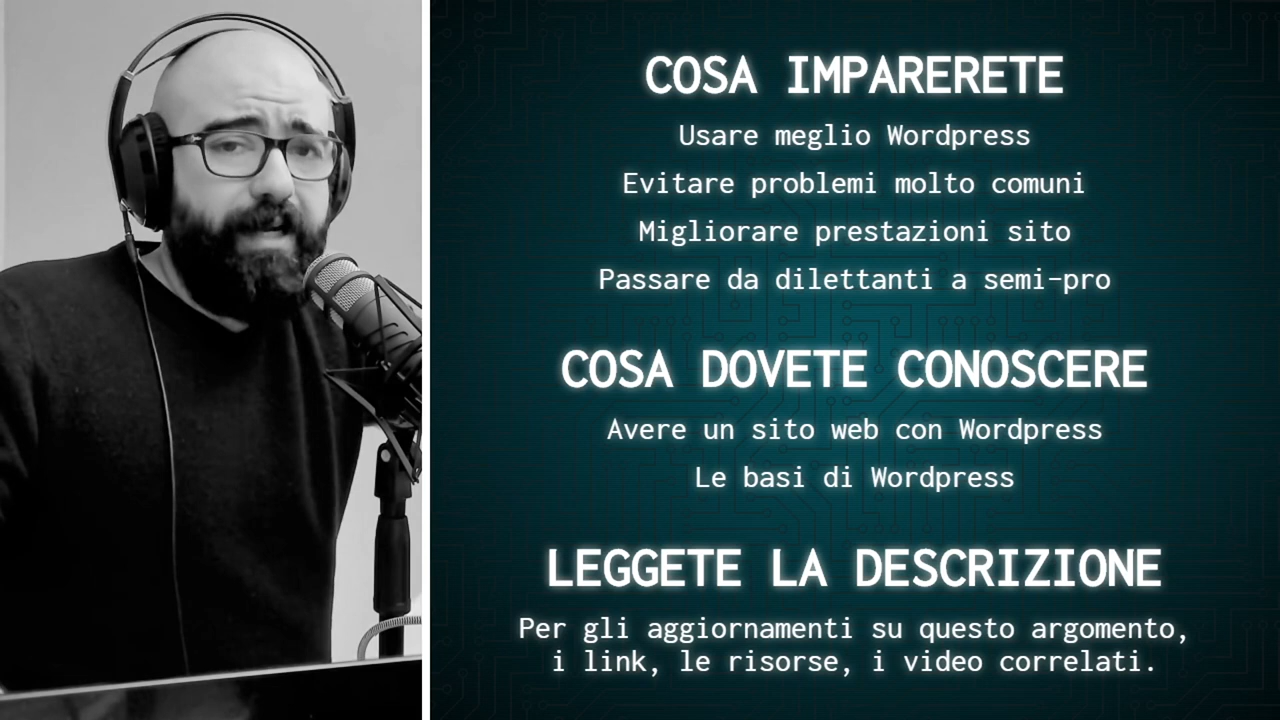 COSA IMPARERETE
Usare meglio Wordpress
Evitare problemi molto comuni
Migliorare prestazioni sito
Passare da dilettanti a semi-pro
COSA DOVETE CONOSCERE
Avere un sito web con Wordpress
Le basi di Wordpress
LEGGETE LA DESCRIZIONE
Per gli aggiornamenti su questo argomento,
i link, le risorse, i video correlati.